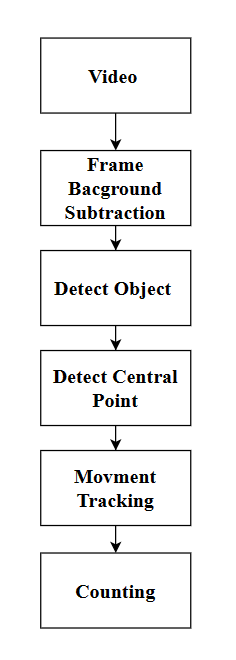 Video
Frame
Bacground
Subtraction
Detect Object
Detect Central
Point
Movment
Tracking
Counting